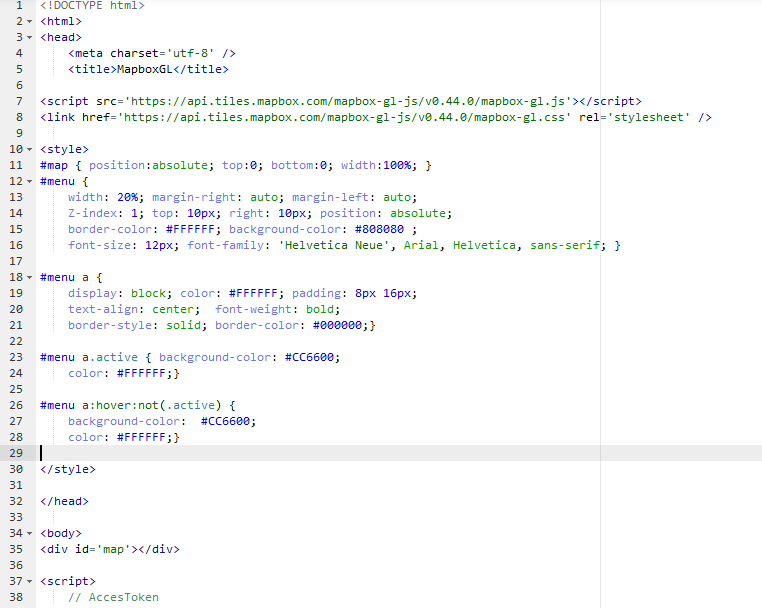 1 <!DOCTYPE html>
2 <html>
3 <head>
4 <meta charset='utf-8' />
5 <title>MapboxGL</title>
6
7 <script src='https://api.tiles.mapbox.com/mapbox-gl-js/v0.44.0/mapbox-gl.js'></script>
8 <link href='https://api.tiles.mapbox.com/mapbox-gl-js/v0.44.0/mapbox-gl.css' rel='stylesheet' />
9
10 <style>
11 #map { position:absolute; top:0; bottom:0; width:100%; }
12 #menu {
13 width: 20%; margin-right: auto; margin-left: auto;
14 Z-index: 1; top: 10px; right: 10px; position: absolute;
15 border-color: #FFFFFF; background-color: #808080 ;
16 font-size: 12px; font-family: 'Helvetica Neue', Arial, Helvetica, sans-serif; }
17
18 #menu a {
19 display: block; color: #FFFFFF; padding: 8px 16px;
20 text-align: center;  font-weight: bold;
21 border-style: solid; border-color: #000000;}
22
23 #menu a.active { background-color: #CC6600;
24 color: #FFFFFF;}
25
26 #menu a:hover:not(.active) {
27 background-color:  #CC6600;
28 color: #FFFFFF;}
29
30 </style>
31
32 </head>
33
34 <body>
35 <div id='map'></div>
36
37 <script>
38 // AccesToken